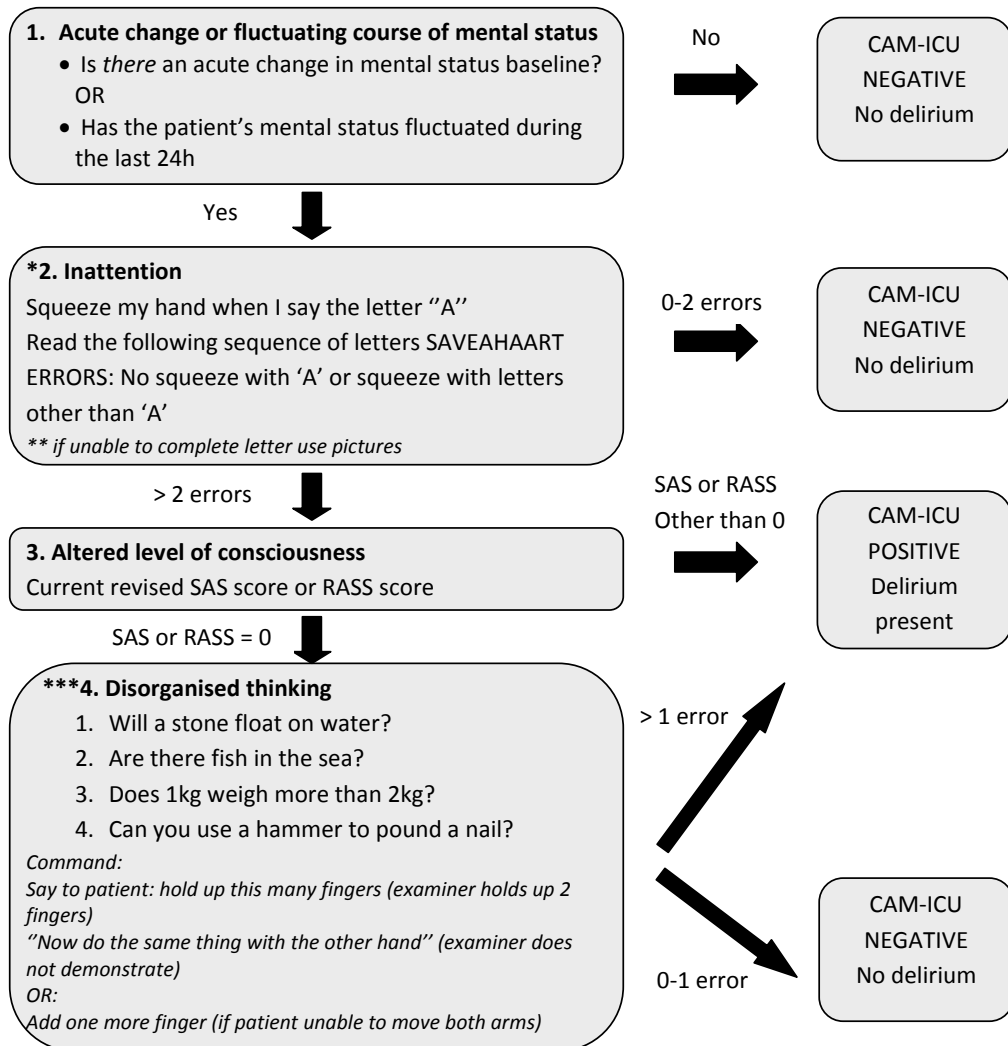 1. Acute change or fluctuating course of mental status
• Is there an acute change in mental status baseline?
OR
• Has the patient’s mental status fluctuated during
the last 24h
No
CAM-ICU
NEGATIVE
No delirium
Yes
*2. Inattention
Squeeze my hand when I say the letter ‘’A’’
Read the following sequence of letters SAVEAHAART
ERRORS: No squeeze with ‘A’ or squeeze with letters
other than ‘A’
** if unable to complete letter use pictures
0-2 errors
CAM-ICU
NEGATIVE
No delirium
> 2 errors
3. Altered level of consciousness
Current revised SAS score or RASS score
SAS or RASS
Other than 0
CAM-ICU
POSITIVE
Delirium
present
SAS or RASS = 0
***4. Disorganised thinking
1. Will a stone float on water?
2. Are there fish in the sea?
3. Does 1kg weigh more than 2kg?
4. Can you use a hammer to pound a nail?
Command:
Say to patient: hold up this many fingers (examiner holds up 2
fingers)
‘’Now do the same thing with the other hand’’ (examiner does
not demonstrate)
OR:
Add one more finger (if patient unable to move both arms)
> 1 error
0-1 error
CAM-ICU
NEGATIVE
No delirium